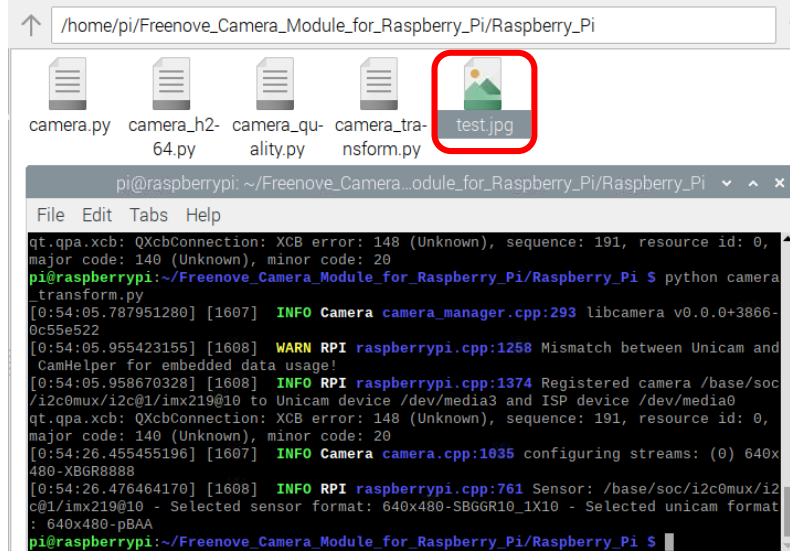 /home/pi/Freenove_Camera_Module_for_Raspberry_Pi/Raspberry_Pi
camera.py camera_h2- camera_qu- camera_tra- test.jpg
64.py ality.py nsform.py
pi@raspberrypi: ~/Freenove_Camera...odule_for_Raspberry_Pi/Raspberry_Pi
File Edit Tabs Help
qt.qpa.xcb: QXcbConnection: XCB error: 148 (Unknown), sequence: 191, resource id: 0,
major code: 140 (Unknown), minor code: 20
pi@raspberrypi:~/Freenove_Camera_Module_for_Raspberry_Pi/Raspberry_Pi $ python camera
_transform.py
[0:54:05.787951280] [1607] INFO Camera camera_manager.cpp:293 libcamera v0.0.0+3866-
0c55e522
[0:54:05.955423155] [1608] WARN RPI raspberrypi.cpp:1258 Mismatch between Unicam and
CamHelper for embedded data usage!
[0:54:05.958670328] [1608] INFO RPI raspberrypi.cpp:1374 Registered camera /base/soc
/i2c0mux/i2c@1/imx219@10 to Unicam device /dev/media3 and ISP device /dev/media0
qt.qpa.xcb: QXcbConnection: XCB error: 148 (Unknown), sequence: 191, resource id: 0,
major code: 140 (Unknown), minor code: 20
[0:54:26.455455196] [1607] INFO Camera camera.cpp:1035 configuring streams: (0) 640x
480-XBGR8888
[0:54:26.476464170] [1608] INFO RPI raspberrypi.cpp:761 Sensor: /base/soc/i2c0mux/i2
c@1/imx219@10 - Selected sensor format: 640x480-SBGGR10_1X10 - Selected unicam format
: 640x480-pBAA
pi@raspberrypi:~/Freenove_Camera_Module_for_Raspberry_Pi/Raspberry_Pi $